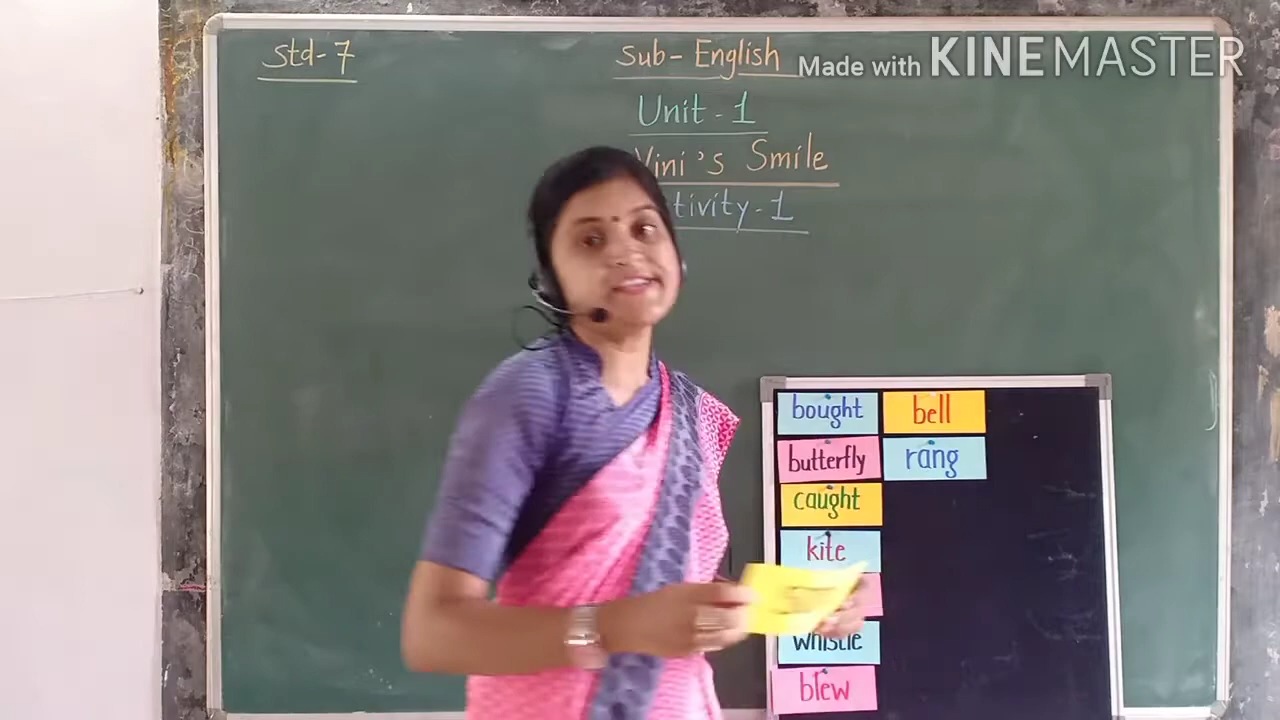 Std-7
Sub-English
Made with KINEMASTER
Unit-1
Vini's Smile
tivity-1
bought
bell
butterfly
rang
caught
kite
whistle
blew